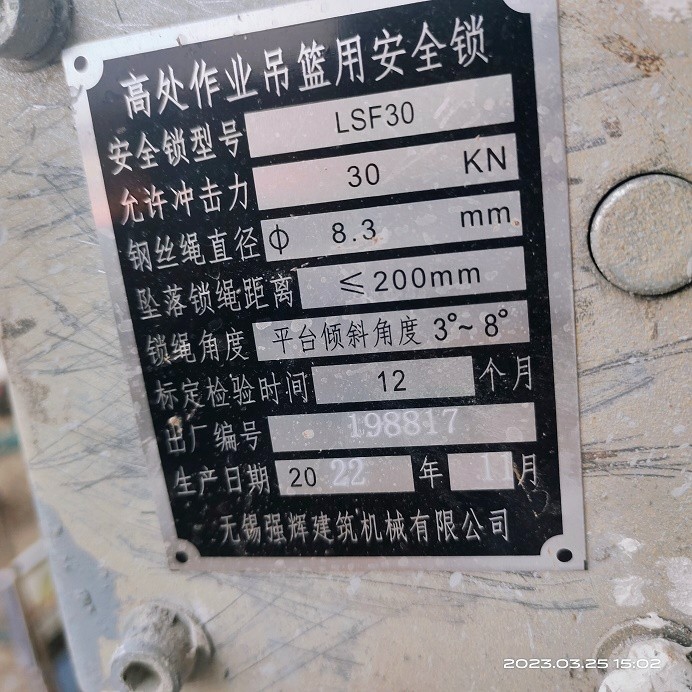 高处作业吊篮用安全锁
安全锁型号 LSF30
允许冲击力 30 KN
钢丝绳直径 ф 8.3 mm
坠落锁绳距离 ≤200mm
锁绳角度 平台倾斜角度 3°~8°
标定检验时间 12 个月
出厂编号 198817
生产日期 2022 年 11月
无锡强辉建筑机械有限公司
2023.03.25 15:02